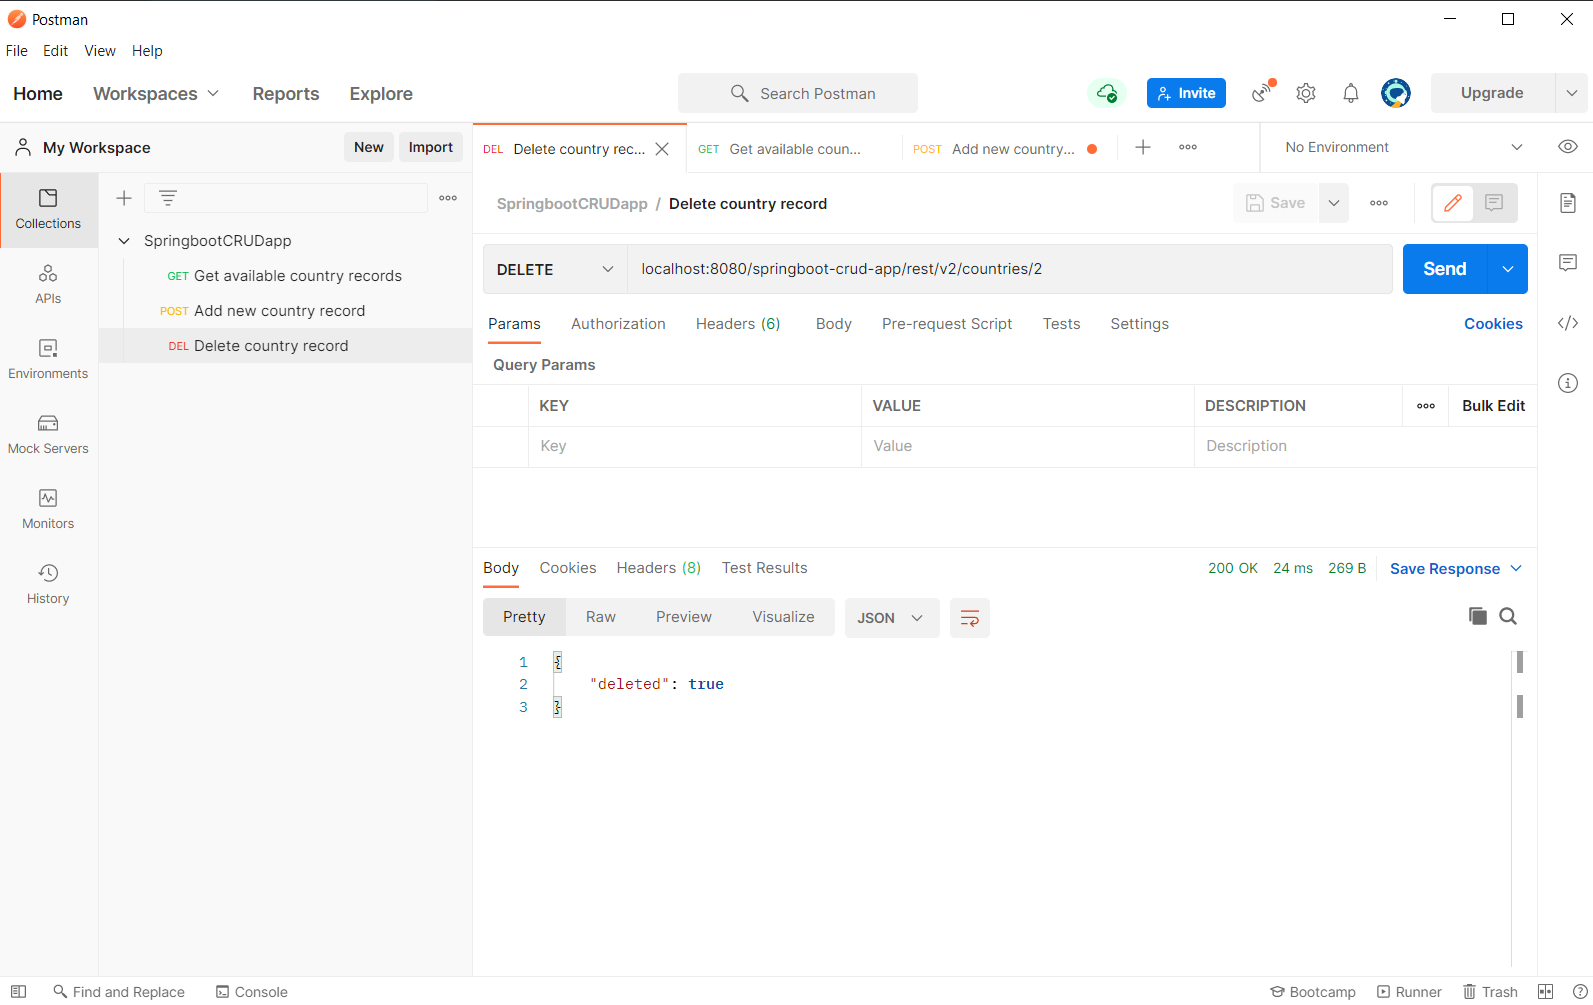 Postman
File Edit View Help
Home Workspaces Reports Explore Search Postman Invite Upgrade
My Workspace New Import
DEL Delete country rec... GET Get available coun... POST Add new country... No Environment
Collections
APIs
Environments
Mock Servers
Monitors
History
SpringbootCRUDapp
GET Get available country records
POST Add new country record
DEL Delete country record
SpringbootCRUDapp / Delete country record Save
DELETE localhost:8080/springboot-crud-app/rest/v2/countries/2 Send
Params Authorization Headers (6) Body Pre-request Script Tests Settings Cookies
Query Params
KEY VALUE DESCRIPTION Bulk Edit
Key Value Description
Body Cookies Headers (8) Test Results 200 OK 24 ms 269 B Save Response
Pretty Raw Preview Visualize JSON
1 {
2 "deleted": true
3 }
Find and Replace Console Bootcamp Runner Trash